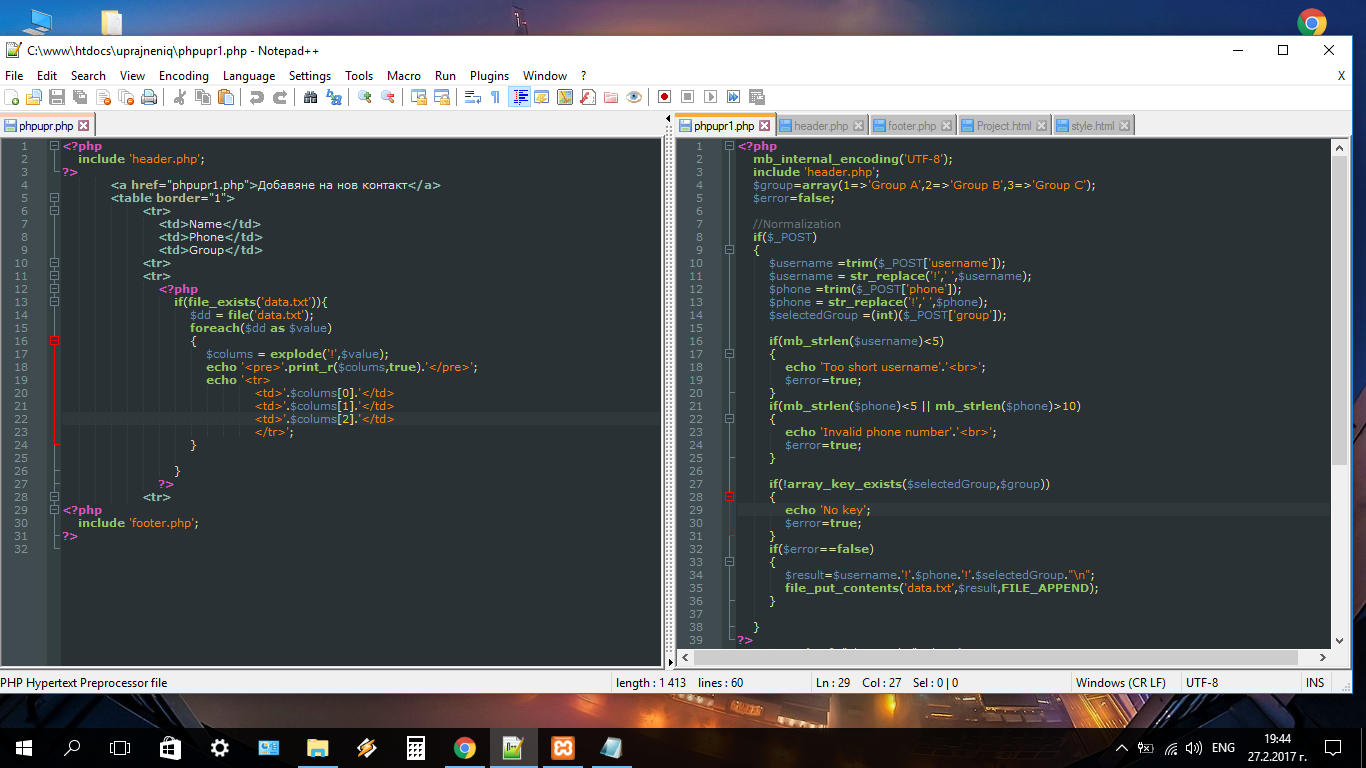 C:\www\htdocs\uprajneniq\phpupr1.php - Notepad++
File Edit Search View Encoding Language Settings Tools Macro Run Plugins Window ? X
phpupr.php
1 <?php
2 include 'header.php';
3 ?>
4 <a href="phpupr1.php">Добавяне на нов контакт</a>
5 <table border="1">
6 <tr>
7 <td>Name</td>
8 <td>Phone</td>
9 <td>Group</td>
10 <tr>
11 <tr>
12 <?php
13 if(file_exists('data.txt')){
14 $dd = file('data.txt');
15 foreach($dd as $value)
16 {
17 $colums = explode('!',$value);
18 echo '<pre>'.print_r($colums,true).'</pre>';
19 echo '<tr>
20 <td>'.$colums[0].'</td>
21 <td>'.$colums[1].'</td>
22 <td>'.$colums[2].'</td>
23 </tr>';
24 }
25
26 }
27 ?>
28 <tr>
29 <?php
30 include 'footer.php';
31 ?>
32
phpupr1.php header.php footer.php Project.html style.html
1 <?php
2 mb_internal_encoding('UTF-8');
3 include 'header.php';
4 $group=array(1=>'Group A',2=>'Group B',3=>'Group C');
5 $error=false;
6
7 //Normalization
8 if($_POST)
9 {
10 $username =trim($_POST['username']);
11 $username = str_replace('!',' ',$username);
12 $phone =trim($_POST['phone']);
13 $phone = str_replace('!',' ',$phone);
14 $selectedGroup =(int)($_POST['group']);
15
16 if(mb_strlen($username)<5)
17 {
18 echo 'Too short username'.'<br>';
19 $error=true;
20 }
21 if(mb_strlen($phone)<5 || mb_strlen($phone)>10)
22 {
23 echo 'Invalid phone number'.'<br>';
24 $error=true;
25 }
26
27 if(!array_key_exists($selectedGroup,$group))
28 {
29 echo 'No key';
30 $error=true;
31 }
32 if($error==false)
33 {
34 $result=$username.'!'.$phone.'!'.$selectedGroup."\n";
35 file_put_contents('data.txt',$result,FILE_APPEND);
36 }
37
38 }
39 ?>
PHP Hypertext Preprocessor file length : 1 413 lines : 60 Ln : 29 Col : 27 Sel : 0 | 0 Windows (CR LF) UTF-8 INS
ENG
19:44
27.2.2017 г.